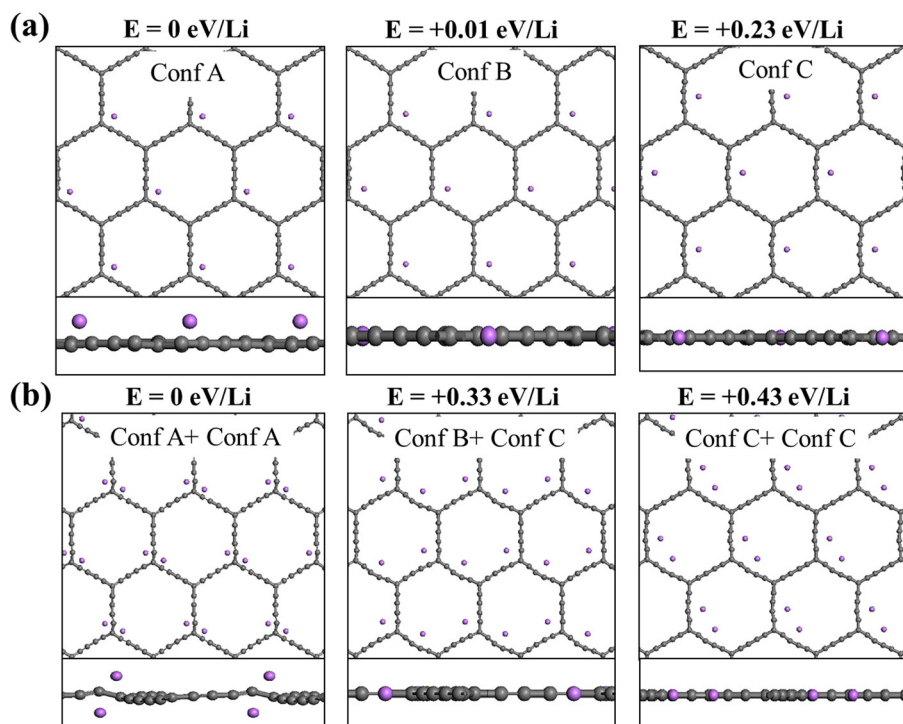 (a)
E = 0 eV/Li
E = +0.01 eV/Li
E = +0.23 eV/Li
Conf A
Conf B
Conf C
(b)
E = 0 eV/Li
E = +0.33 eV/Li
E = +0.43 eV/Li
Conf A+ Conf A
Conf B+ Conf C
Conf C+ Conf C